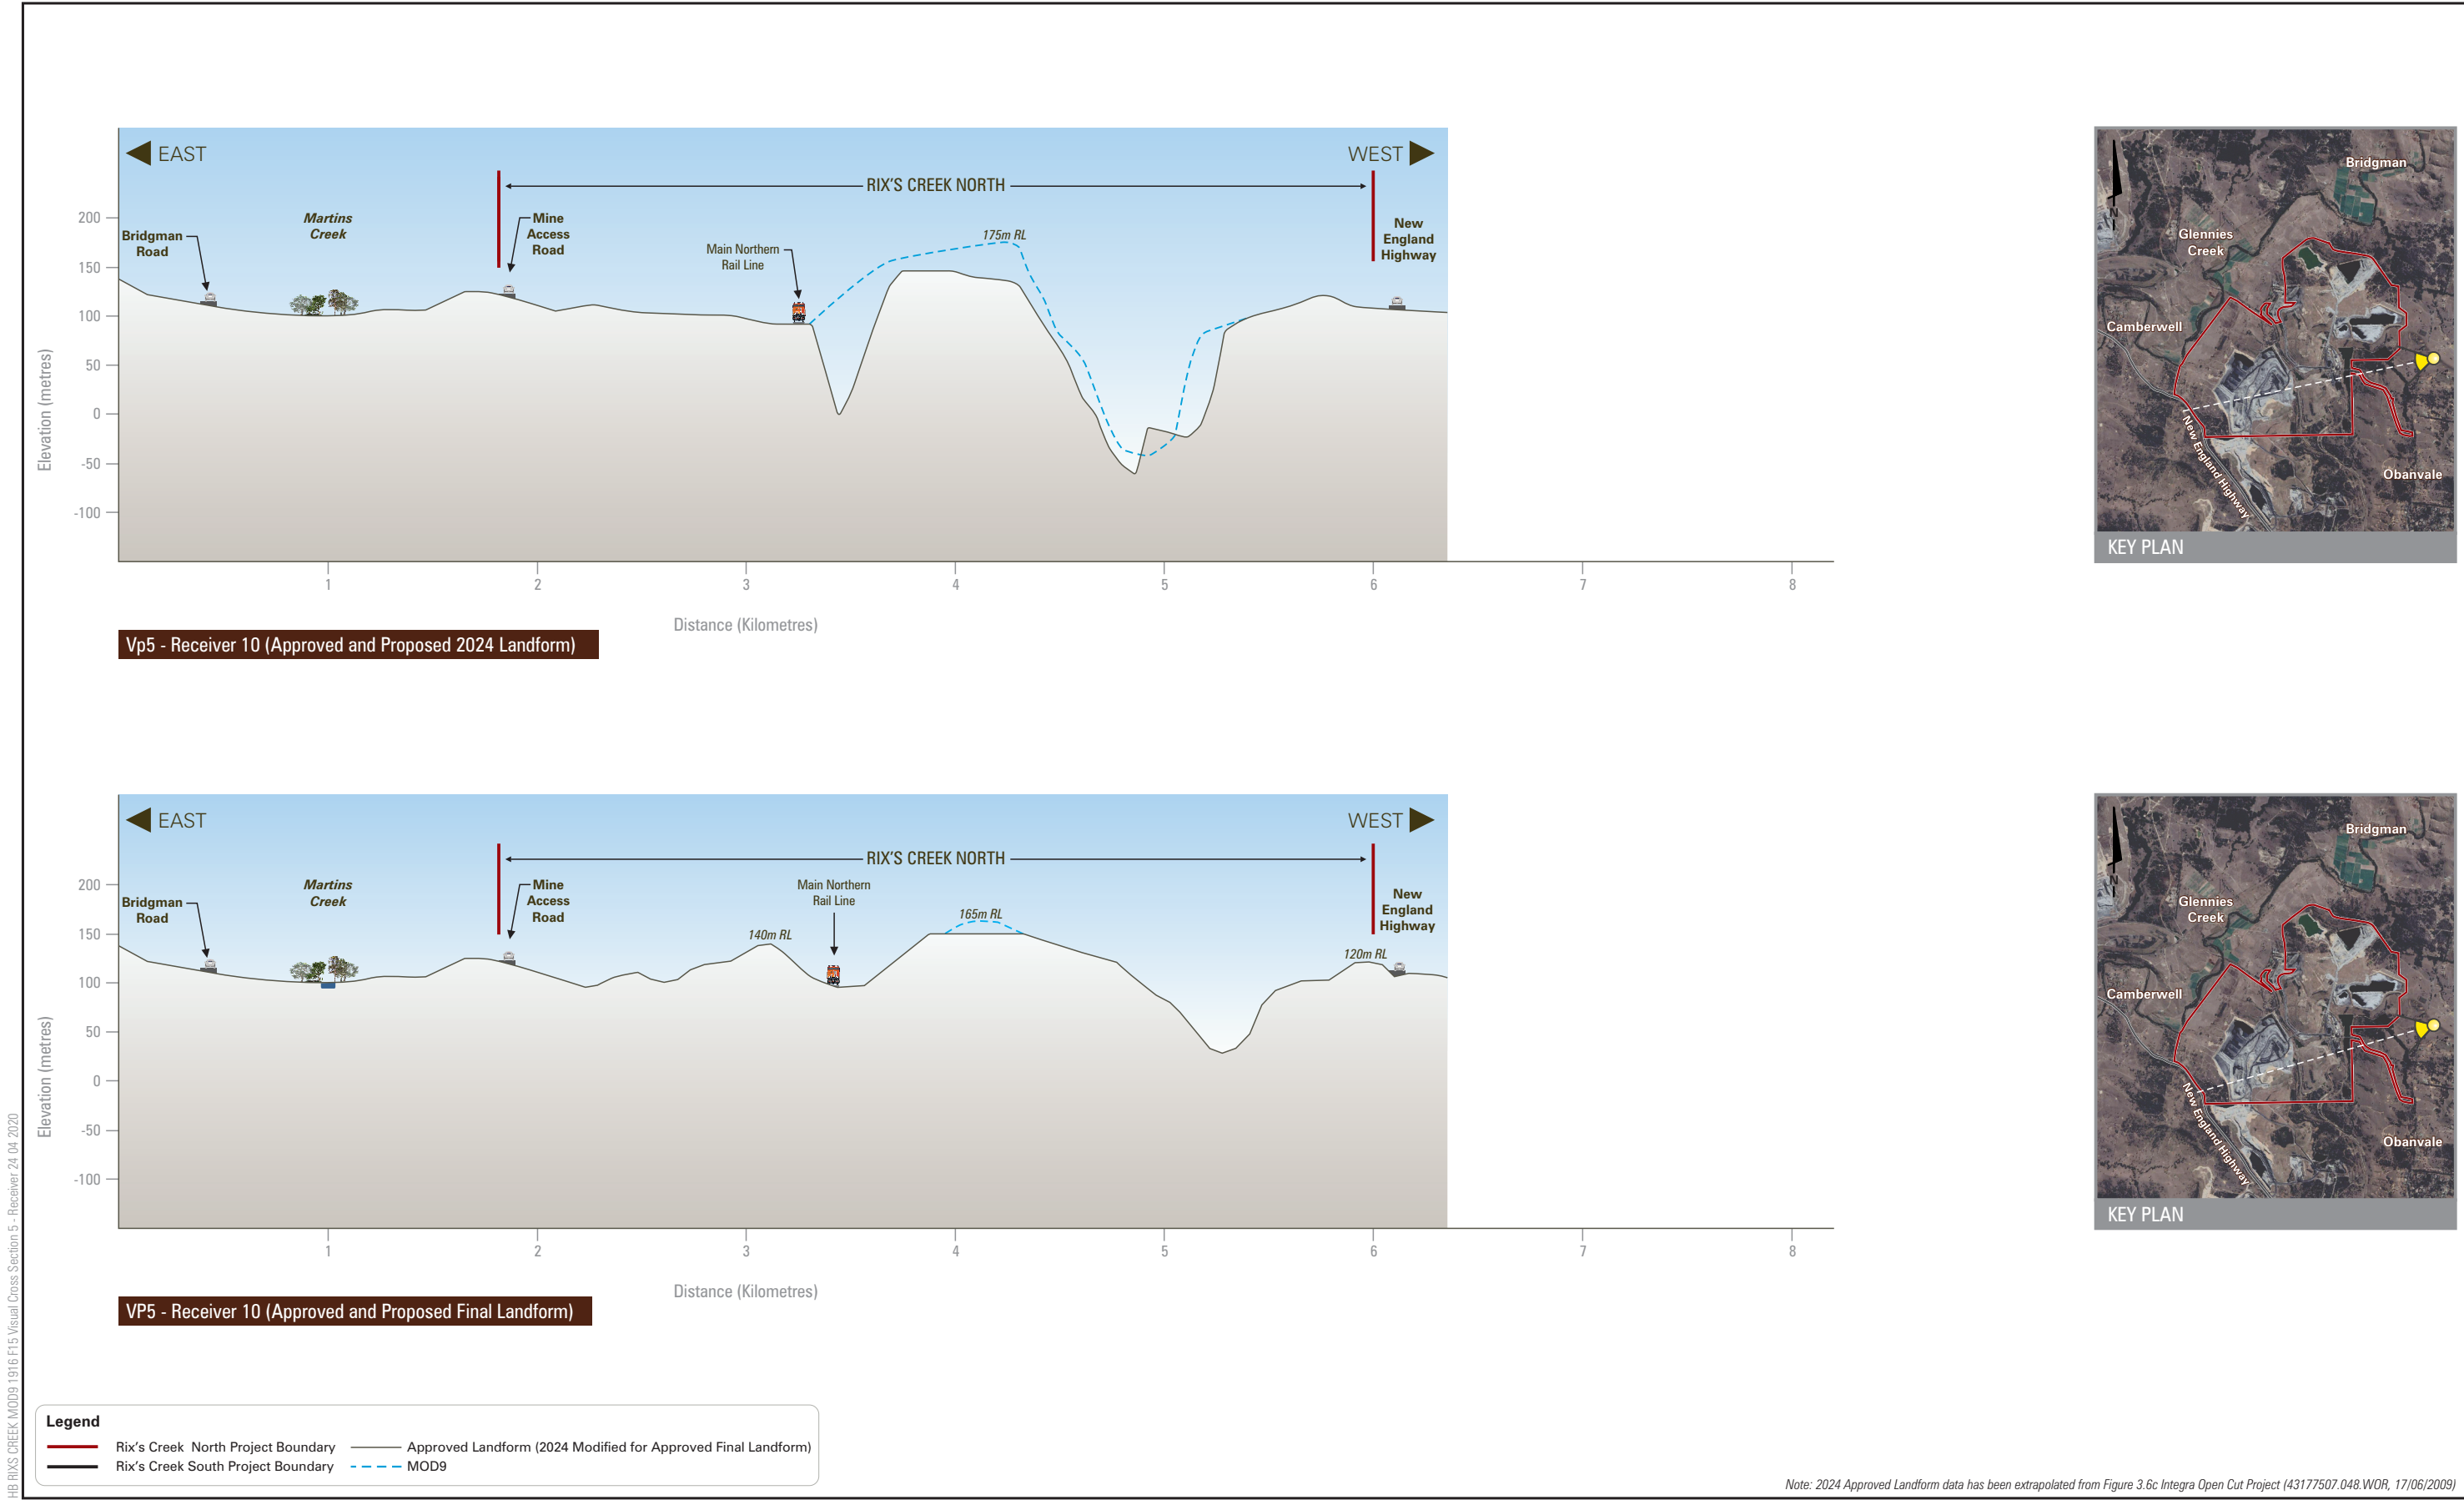 EAST
WEST
RIX'S CREEK NORTH
200
150
100
50
0
-50
-100
Elevation (metres)
Bridgman
Road
Martins
Creek
Mine
Access
Road
Main Northern
Rail Line
175m RL
New
England
Highway
1
2
3
4
5
6
7
8
Distance (Kilometres)
Vp5 - Receiver 10 (Approved and Proposed 2024 Landform)
N
Bridgman
Glennies
Creek
Camberwell
New England Highway
Obanvale
KEY PLAN
EAST
WEST
RIX'S CREEK NORTH
200
150
100
50
0
-50
-100
Elevation (metres)
Bridgman
Road
Martins
Creek
Mine
Access
Road
140m RL
Main Northern
Rail Line
165m RL
120m RL
New
England
Highway
1
2
3
4
5
6
7
8
Distance (Kilometres)
VP5 - Receiver 10 (Approved and Proposed Final Landform)
N
Bridgman
Glennies
Creek
Camberwell
New England Highway
Obanvale
KEY PLAN
Legend
Rix's Creek North Project Boundary
Rix's Creek South Project Boundary
Approved Landform (2024 Modified for Approved Final Landform)
MOD9
HB RIXS CREEK MOD9 1916 F15 Visual Cross Section 5 - Receiver 24 04 2020
Note: 2024 Approved Landform data has been extrapolated from Figure 3.6c Integra Open Cut Project (43177507.048.WOR, 17/06/2009)